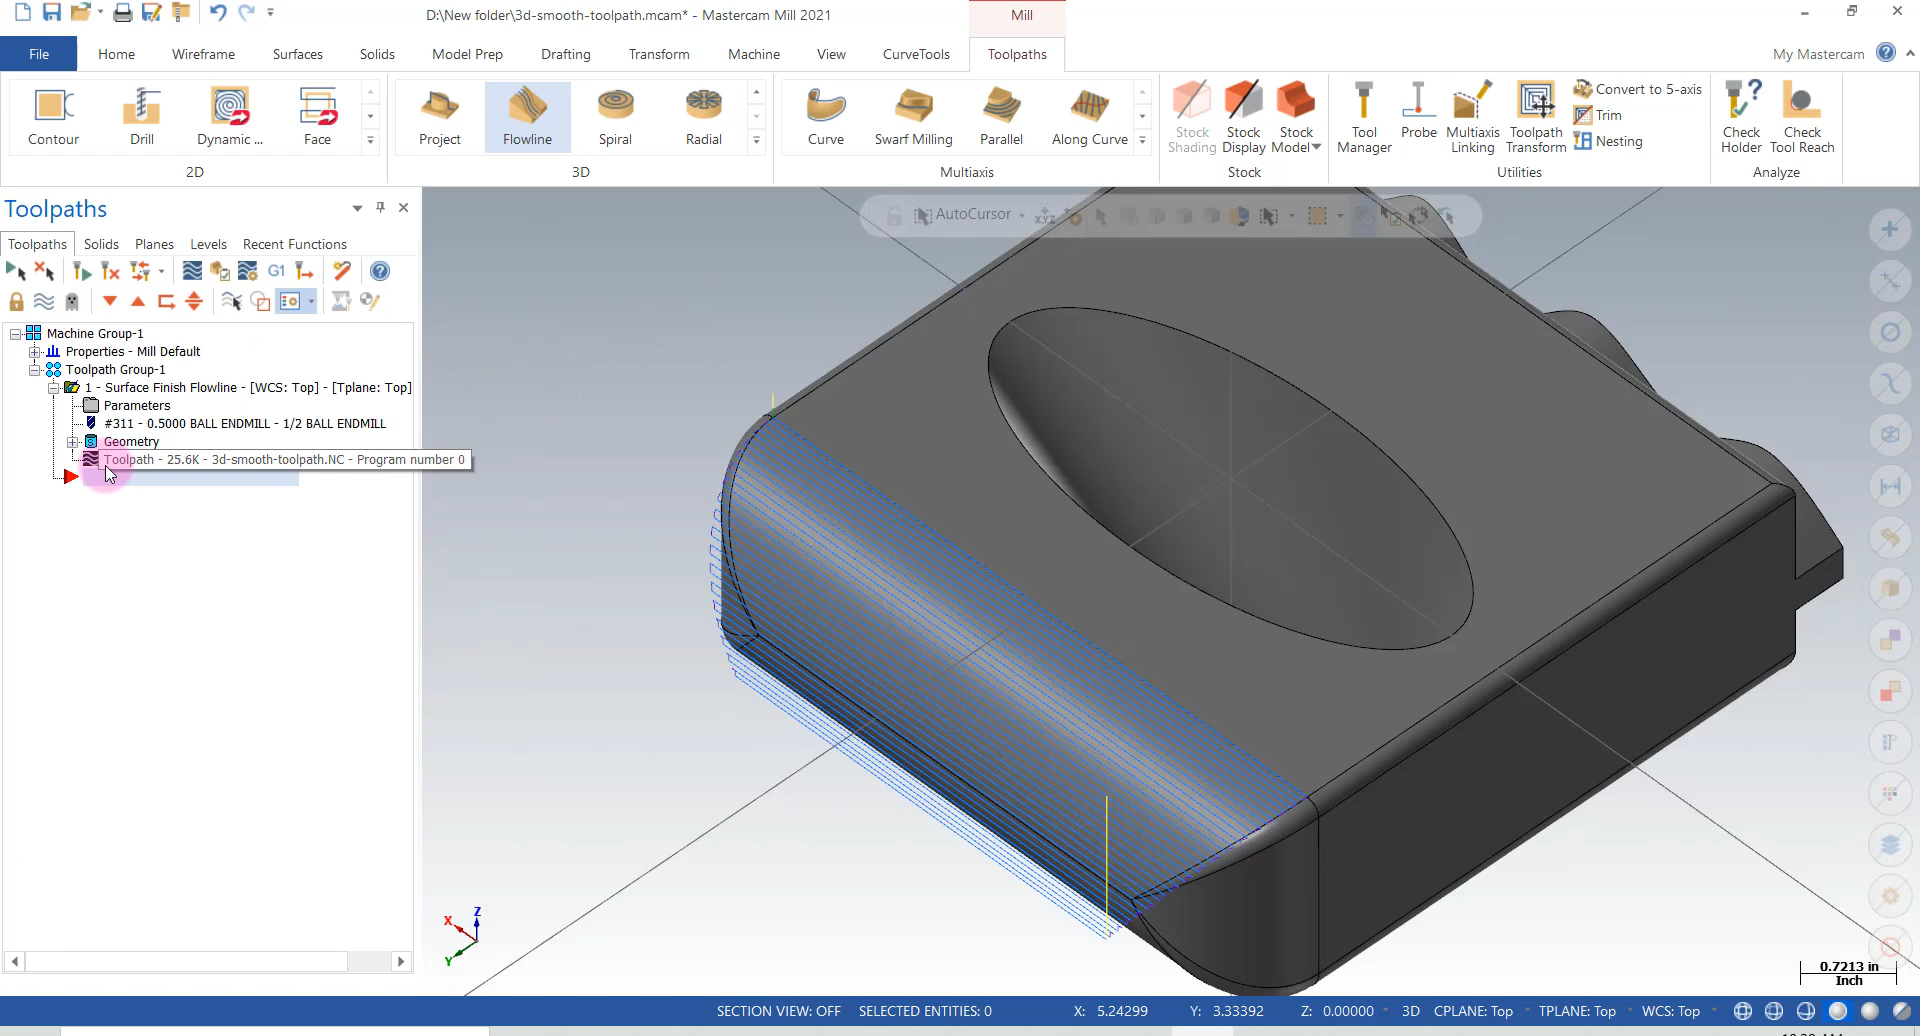 D:\New folder\3d-smooth-toolpath.mcam* - Mastercam Mill 2021
Mill
File
Home
Wireframe
Surfaces
Solids
Model Prep
Drafting
Transform
Machine
View
CurveTools
Toolpaths
My Mastercam
Contour
Drill
Dynamic ...
Face
2D
Project
Flowline
Spiral
Radial
3D
Curve
Swarf Milling
Parallel
Along Curve
Multiaxis
Stock Shading
Stock Display
Stock Model
Stock
Tool Manager
Probe
Multiaxis Linking
Toolpath Transform
Convert to 5-axis
Trim
Nesting
Utilities
Check Holder
Check Tool Reach
Analyze
Toolpaths
Toolpaths
Solids
Planes
Levels
Recent Functions
G1
Machine Group-1
Properties - Mill Default
Toolpath Group-1
1 - Surface Finish Flowline - [WCS: Top] - [Tplane: Top]
Parameters
#311 - 0.5000 BALL ENDMILL - 1/2 BALL ENDMILL
Geometry
Toolpath - 25.6K - 3d-smooth-toolpath.NC - Program number 0
AutoCursor
X
Z
Y
0.7213 in
Inch
SECTION VIEW: OFF
SELECTED ENTITIES: 0
X: 5.24299
Y: 3.33392
Z: 0.00000
3D
CPLANE: Top
TPLANE: Top
WCS: Top